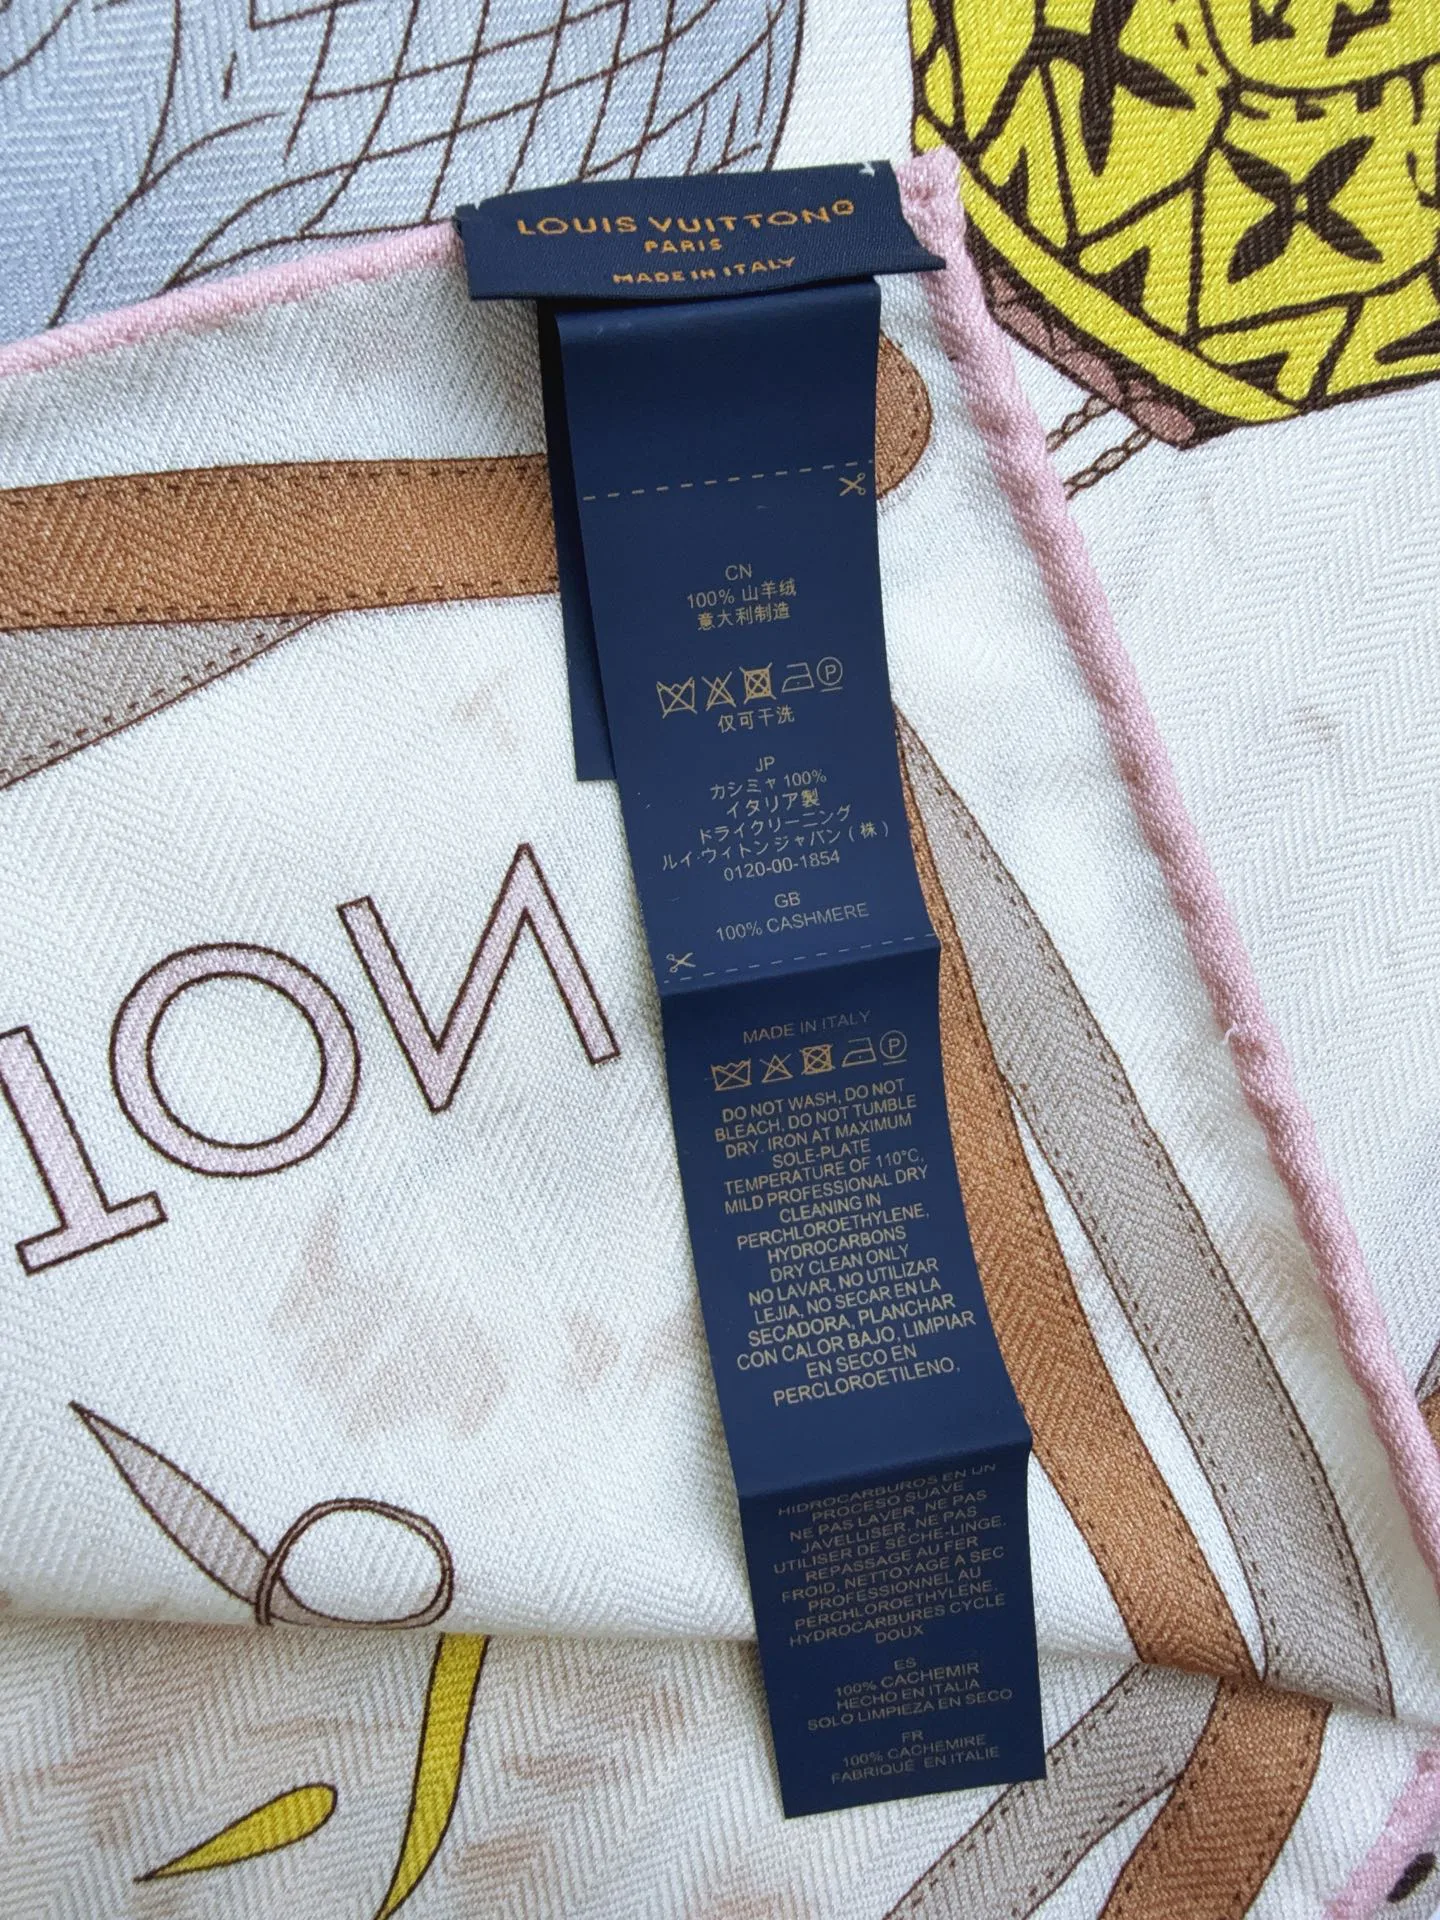 LOUIS VUITTON®
PARIS
MADE IN ITALY
CN
100% 山羊绒
意大利制造
P
仅可干洗
JP
カシミヤ 100%
イタリア製
ドライクリーニング
ルイ・ヴィトンジャパン(株)
0120-00-1854
GB
100% CASHMERE
MADE IN ITALY
P
DO NOT WASH, DO NOT
BLEACH, DO NOT TUMBLE
DRY. IRON AT MAXIMUM
SOLE-PLATE
TEMPERATURE OF 110°C,
MILD PROFESSIONAL DRY
CLEANING IN
PERCHLOROETHYLENE,
HYDROCARBONS
DRY CLEAN ONLY
NO LAVAR, NO UTILIZAR
LEJIA, NO SECAR EN LA
SECADORA, PLANCHAR
CON CALOR BAJO, LIMPIAR
EN SECO EN
PERCLOROETILENO,
HIDROCARBUROS EN UN
PROCESO SUAVE
NE PAS LAVER, NE PAS
JAVELLISER, NE PAS
UTILISER DE SÈCHE-LINGE.
REPASSAGE AU FER
FROID. NETTOYAGE A SEC
PROFESSIONNEL AU
PERCHLOROETHYLENE,
HYDROCARBURES CYCLE
DOUX
ES
100% CACHEMIR
HECHO EN ITALIA
SOLO LIMPIEZA EN SECO
FR
100% CACHEMIRE
FABRIQUÉ EN ITALIE
TON